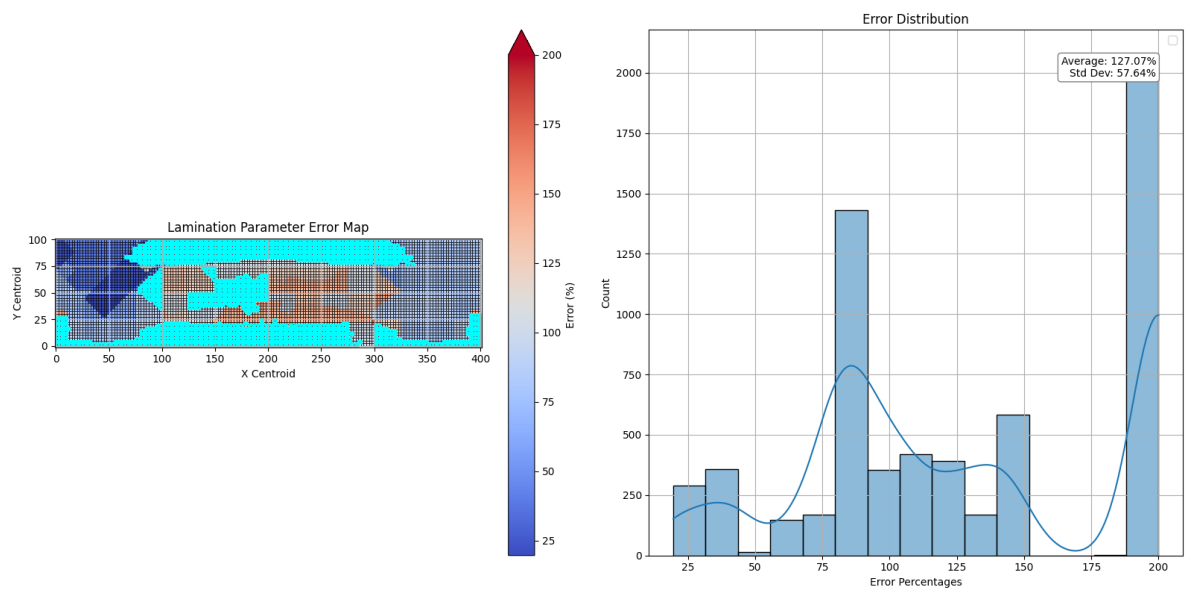 Lamination Parameter Error Map
100
75
50
25
0
Y Centroid
0 50 100 150 200 250 300 350 400
X Centroid
200
175
150
125
100
75
50
25
Error (%)
Error Distribution
Average: 127.07%
Std Dev: 57.64%
2000
1750
1500
1250
1000
750
500
250
0
Count
25 50 75 100 125 150 175 200
Error Percentages